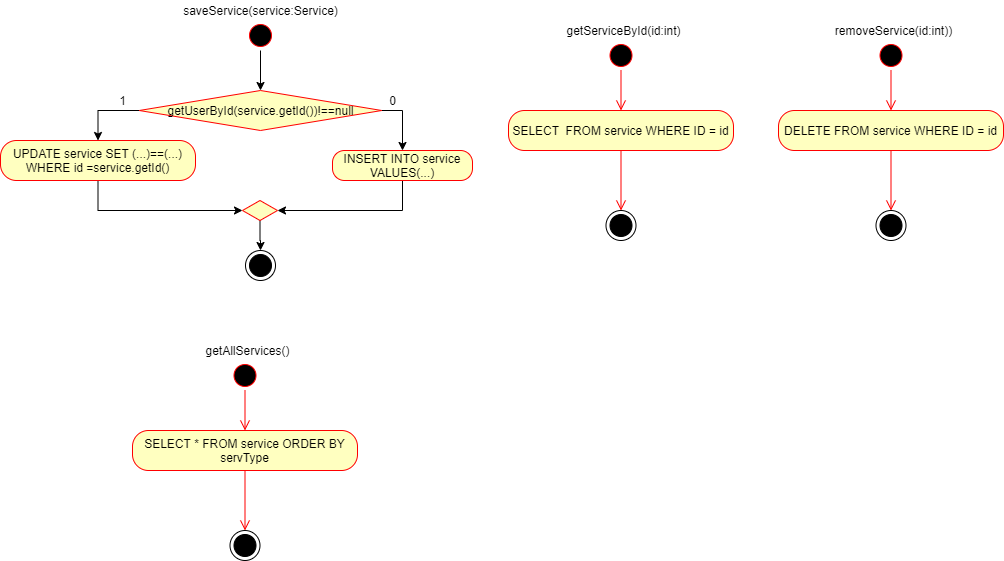 saveService(service:Service)
getUserById(service.getId())!==null
1
0
UPDATE service SET (...)==(...)
WHERE id =service.getId()
INSERT INTO service
VALUES(...)
getServiceById(id:int)
SELECT  FROM service WHERE ID = id
removeService(id:int))
DELETE FROM service WHERE ID = id
getAllServices()
SELECT * FROM service ORDER BY
servType